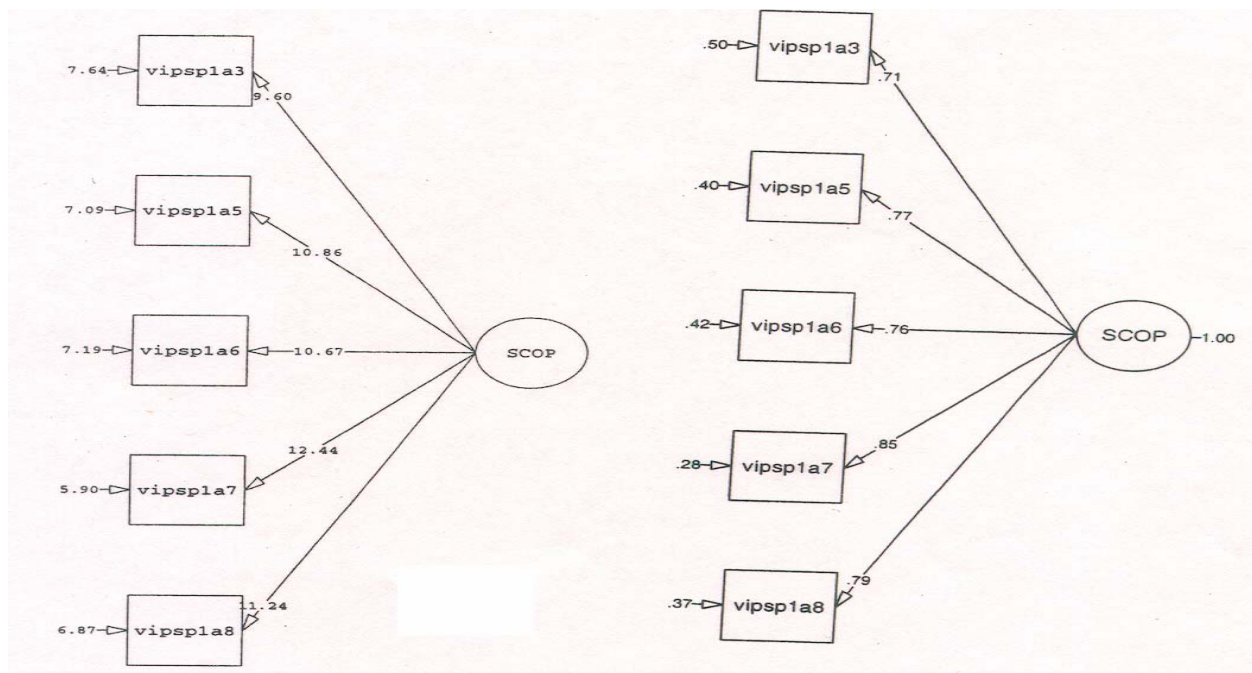 7.64
vipsp1a3
9.60
7.09
vipsp1a5
10.86
7.19
vipsp1a6
10.67
SCOP
5.90
vipsp1a7
12.44
6.87
vipsp1a8
11.24
.50
vipsp1a3
.71
.40
vipsp1a5
.77
.42
vipsp1a6
.76
SCOP
1.00
.28
vipsp1a7
.85
.37
vipsp1a8
.79